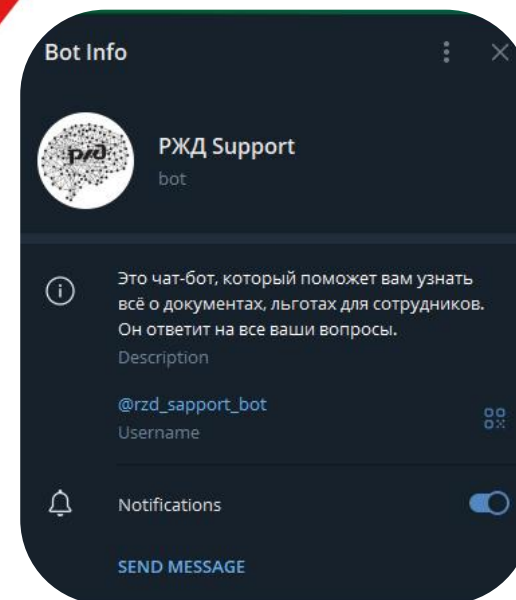 Bot Info
ржд
РЖД Support
bot
Это чат-бот, который поможет вам узнать
всё о документах, льготах для сотрудников.
Он ответит на все ваши вопросы.
Description
@rzd_sapport_bot
Username
Notifications
SEND MESSAGE